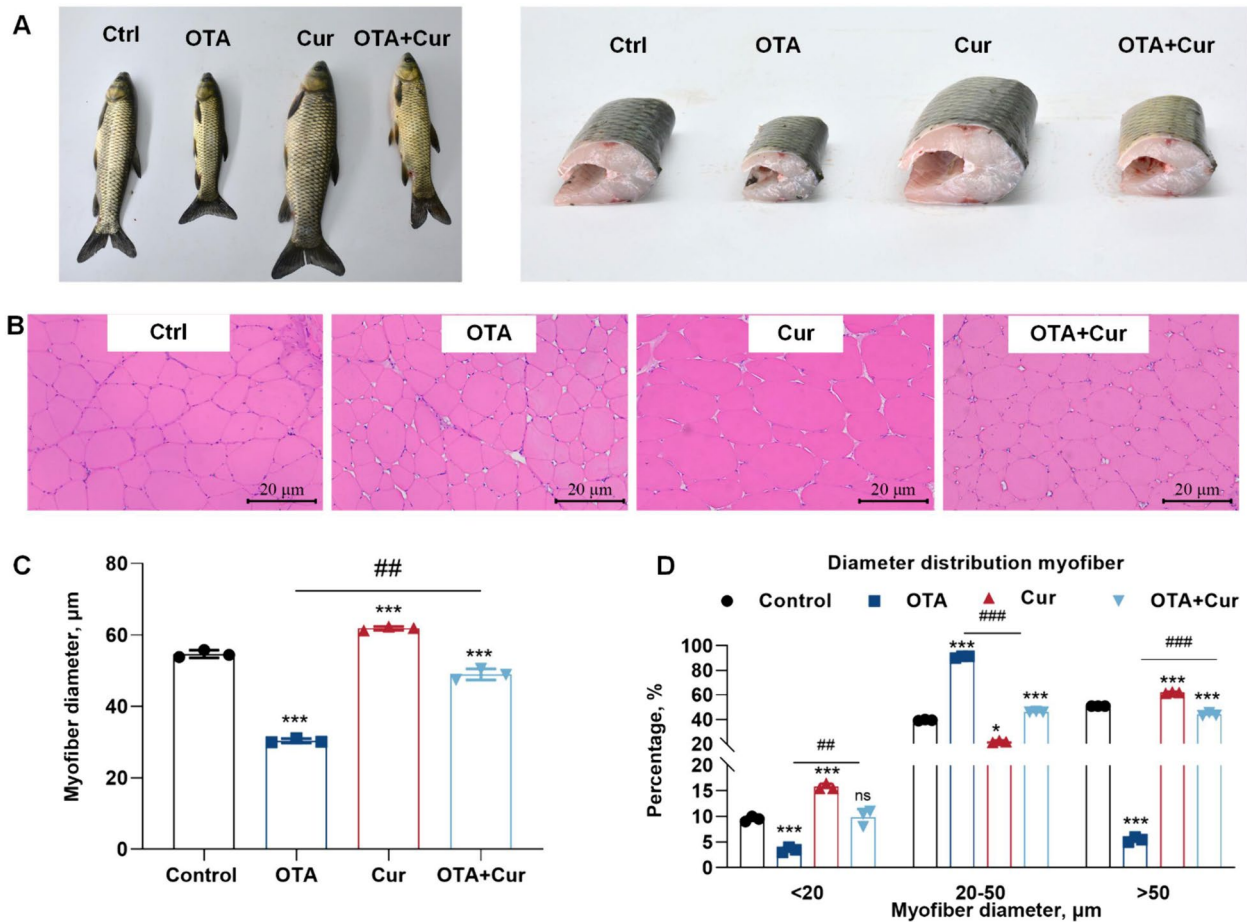 A
Ctrl OTA Cur OTA+Cur
Ctrl OTA Cur OTA+Cur
B
Ctrl
OTA
Cur
OTA+Cur
20 µm
20 µm
20 µm
20 µm
C
Myofiber diameter, µm
80
60
40
20
0
##
***
***
***
Control OTA Cur OTA+Cur
D
Diameter distribution myofiber
Control OTA Cur OTA+Cur
Percentage, %
100
80
60
40
20
20
15
10
5
0
##
***
***
ns
###
***
*
***
###
***
***
***
<20 20-50 >50
Myofiber diameter, µm